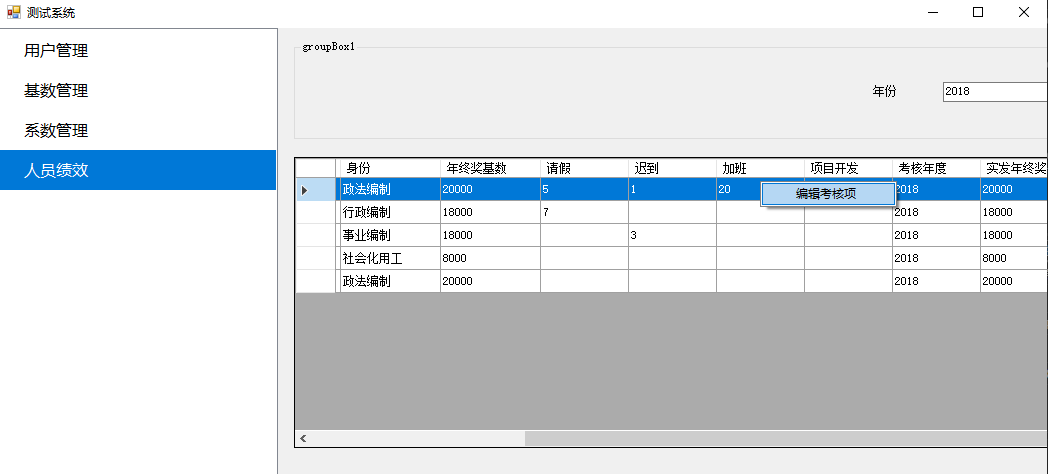 测试系统
用户管理
基数管理
系数管理
人员绩效
groupBox1
年份 2018
身份 年终奖基数 请假 迟到 加班 项目开发 考核年度 实发年终奖
政法编制 20000 5 1 20 编辑考核项 2018 20000
行政编制 18000 7 2018 18000
事业编制 18000 3 2018 18000
社会化用工 8000 2018 8000
政法编制 20000 2018 20000